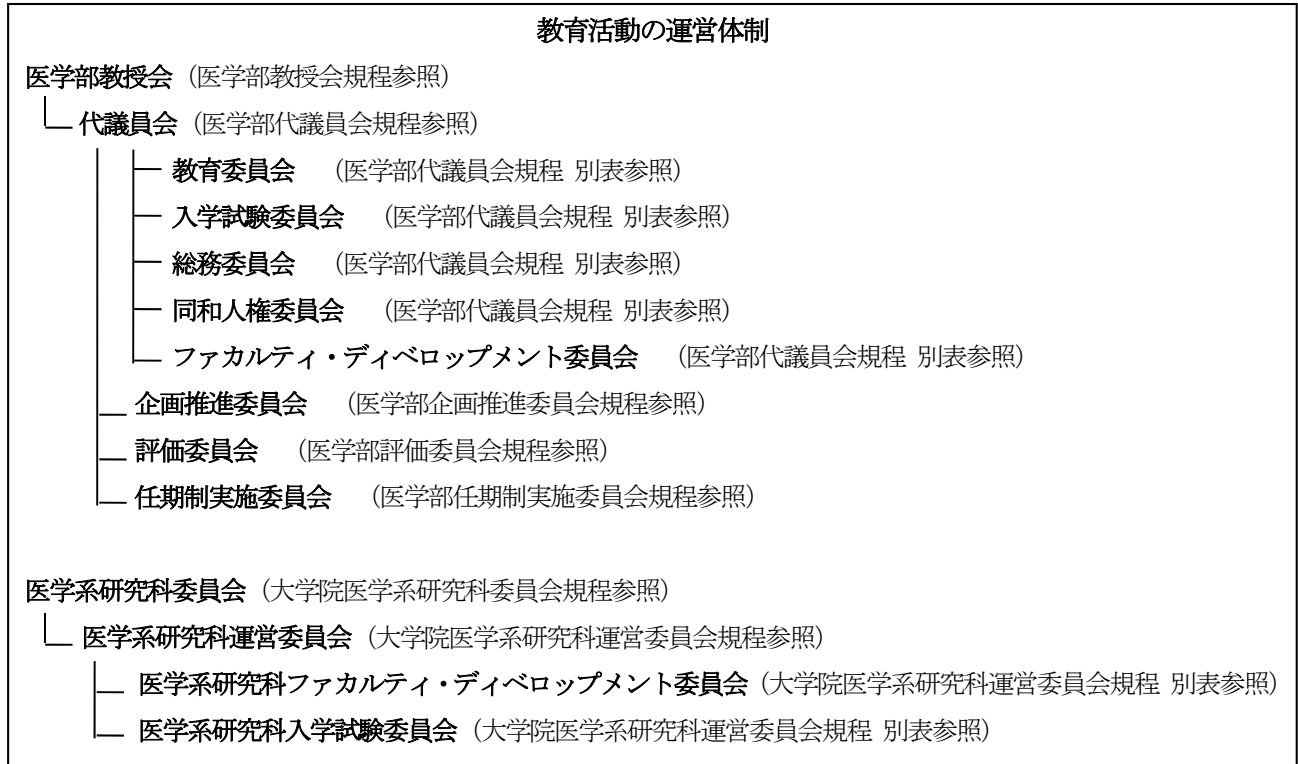 教育活動の運営体制
医学部教授会（医学部教授会規程参照）
代議員会（医学部代議員会規程参照）
教育委員会　（医学部代議員会規程 別表参照）
入学試験委員会　（医学部代議員会規程 別表参照）
総務委員会　（医学部代議員会規程 別表参照）
同和人権委員会　（医学部代議員会規程 別表参照）
ファカルティ・ディベロップメント委員会　（医学部代議員会規程 別表参照）
企画推進委員会　（医学部企画推進委員会規程参照）
評価委員会　（医学部評価委員会規程参照）
任期制実施委員会　（医学部任期制実施委員会規程参照）
医学系研究科委員会（大学院医学系研究科委員会規程参照）
医学系研究科運営委員会（大学院医学系研究科運営委員会規程参照）
医学系研究科ファカルティ・ディベロップメント委員会（大学院医学系研究科運営委員会規程 別表参照）
医学系研究科入学試験委員会（大学院医学系研究科運営委員会規程 別表参照）